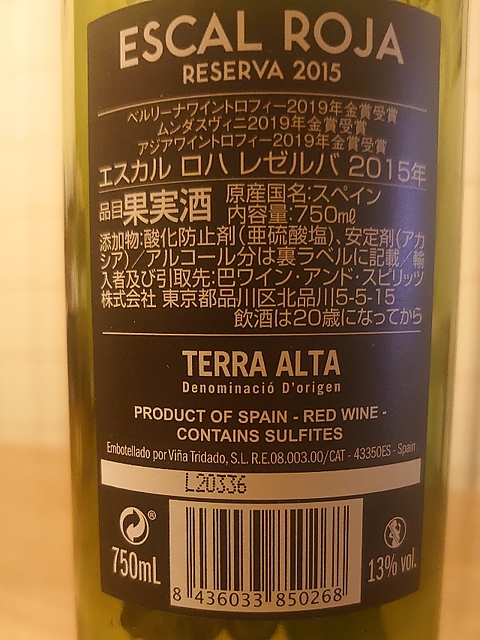 ESCAL ROJA
RESERVA 2015
ベルリーナワイントロフィー2019年金賞受賞
ムンダスヴィニ2019年金賞受賞
アジアワイントロフィー2019年金賞受賞
エスカル ロハ レゼルバ 2015年
品目果実酒 原産国名:スペイン
内容量:750mℓ
添加物:酸化防止剤(亜硫酸塩)、安定剤(アカ
シア)/アルコール分は裏ラベルに記載/輸
入者及び引取先:巴ワイン・アンド・スピリッツ
株式会社 東京都品川区北品川5-5-15
飲酒は20歳になってから
TERRA ALTA
Denominació D'origen
PRODUCT OF SPAIN - RED WINE -
CONTAINS SULFITES
Embotellado por Viña Tridado, S.L. R.E.08.003.00/CAT - 43350ES - Spain
L20336
750mL
13% vol.
8 436033 850268